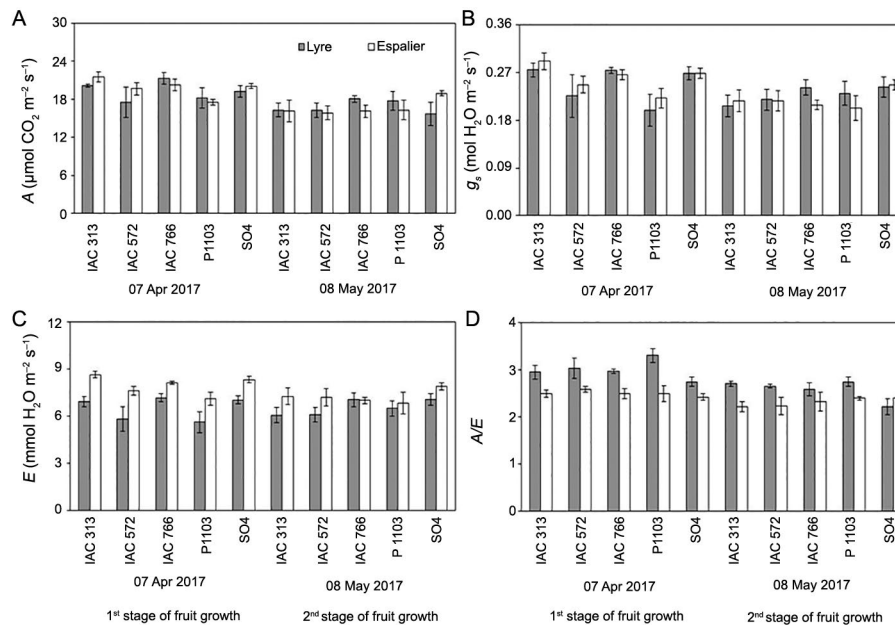 A
30
24
18
12
6
0
A (µmol CO₂ m⁻² s⁻¹)
Lyre
Espalier
IAC 313 IAC 572 IAC 766 P1103 SO4 IAC 313 IAC 572 IAC 766 P 1103 SO4
07 Apr 2017 08 May 2017
B
0.36
0.27
0.18
0.09
0.00
gs (mol H₂O m⁻² s⁻¹)
IAC 313 IAC 572 IAC 766 P1103 SO4 IAC 313 IAC 572 IAC 766 P 1103 SO4
07 Apr 2017 08 May 2017
C
12
9
6
3
0
E (mmol H₂O m⁻² s⁻¹)
IAC 313 IAC 572 IAC 766 P1103 SO4 IAC 313 IAC 572 IAC 766 P 1103 SO4
07 Apr 2017 08 May 2017
1st stage of fruit growth 2nd stage of fruit growth
D
4
3
2
1
0
A/E
IAC 313 IAC 572 IAC 766 P1103 SO4 IAC 313 IAC 572 IAC 766 P 1103 SO4
07 Apr 2017 08 May 2017
1st stage of fruit growth 2nd stage of fruit growth